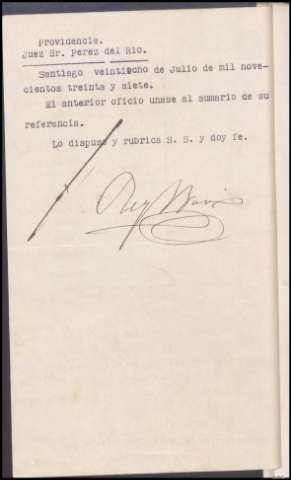 Providencia.
Juez Sr. Perez del Rio.
Santiago veintiocho de Julio de mil nove-
cientos treinta y siete.
El anterior oficio unase al sumario de su
referencia.
Lo dispuso y rubrica S. S. y doy fe.